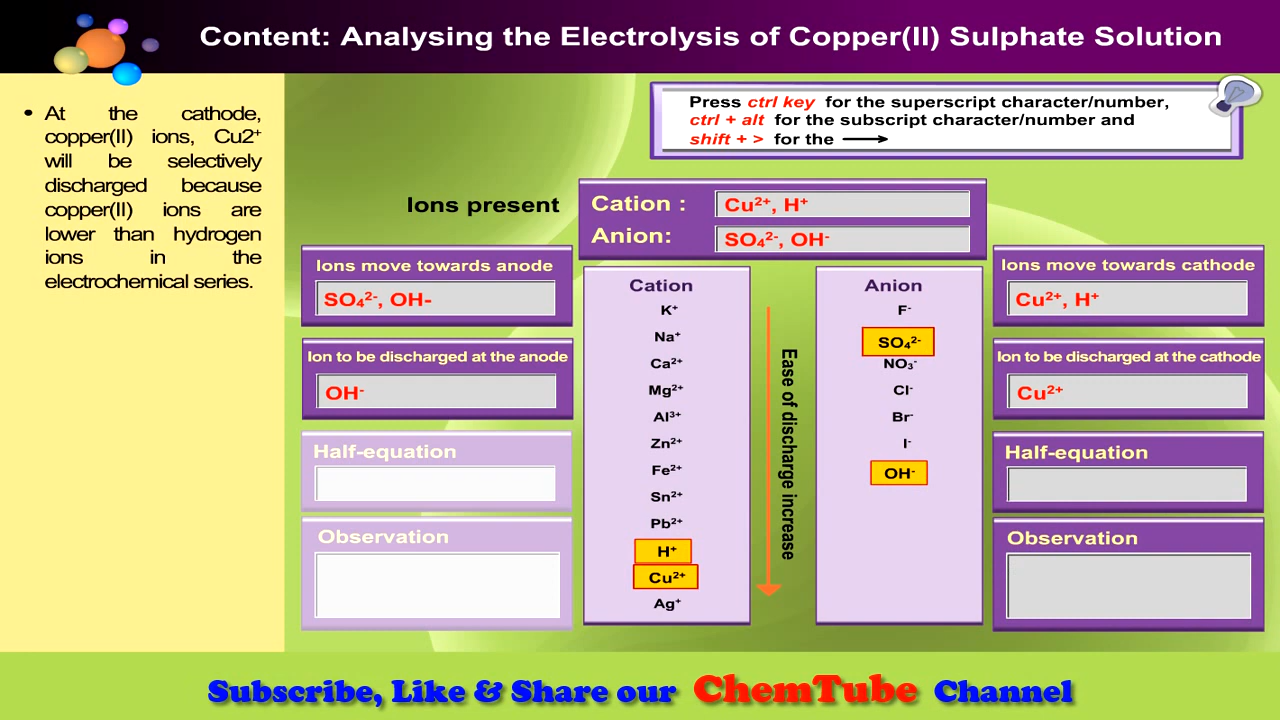 Content: Analysing the Electrolysis of Copper(II) Sulphate Solution
• At the cathode,
copper(II) ions, Cu2⁺
will be selectively
discharged because
copper(II) ions are
lower than hydrogen
ions in the
electrochemical series.
Press ctrl key for the superscript character/number,
ctrl + alt for the subscript character/number and
shift + > for the ⟶
Ions present
Cation : Cu²⁺, H⁺
Anion: SO₄²⁻, OH⁻
Ions move towards anode
SO₄²⁻, OH-
Ion to be discharged at the anode
OH⁻
Half-equation
Observation
Cation
K⁺
Na⁺
Ca²⁺
Mg²⁺
Al³⁺
Zn²⁺
Fe²⁺
Sn²⁺
Pb²⁺
H⁺
Cu²⁺
Ag⁺
Ease of discharge increase
Anion
F⁻
SO₄²⁻
NO₃⁻
Cl⁻
Br⁻
I⁻
OH⁻
Ions move towards cathode
Cu²⁺, H⁺
Ion to be discharged at the cathode
Cu²⁺
Half-equation
Observation
Subscribe, Like & Share our ChemTube Channel